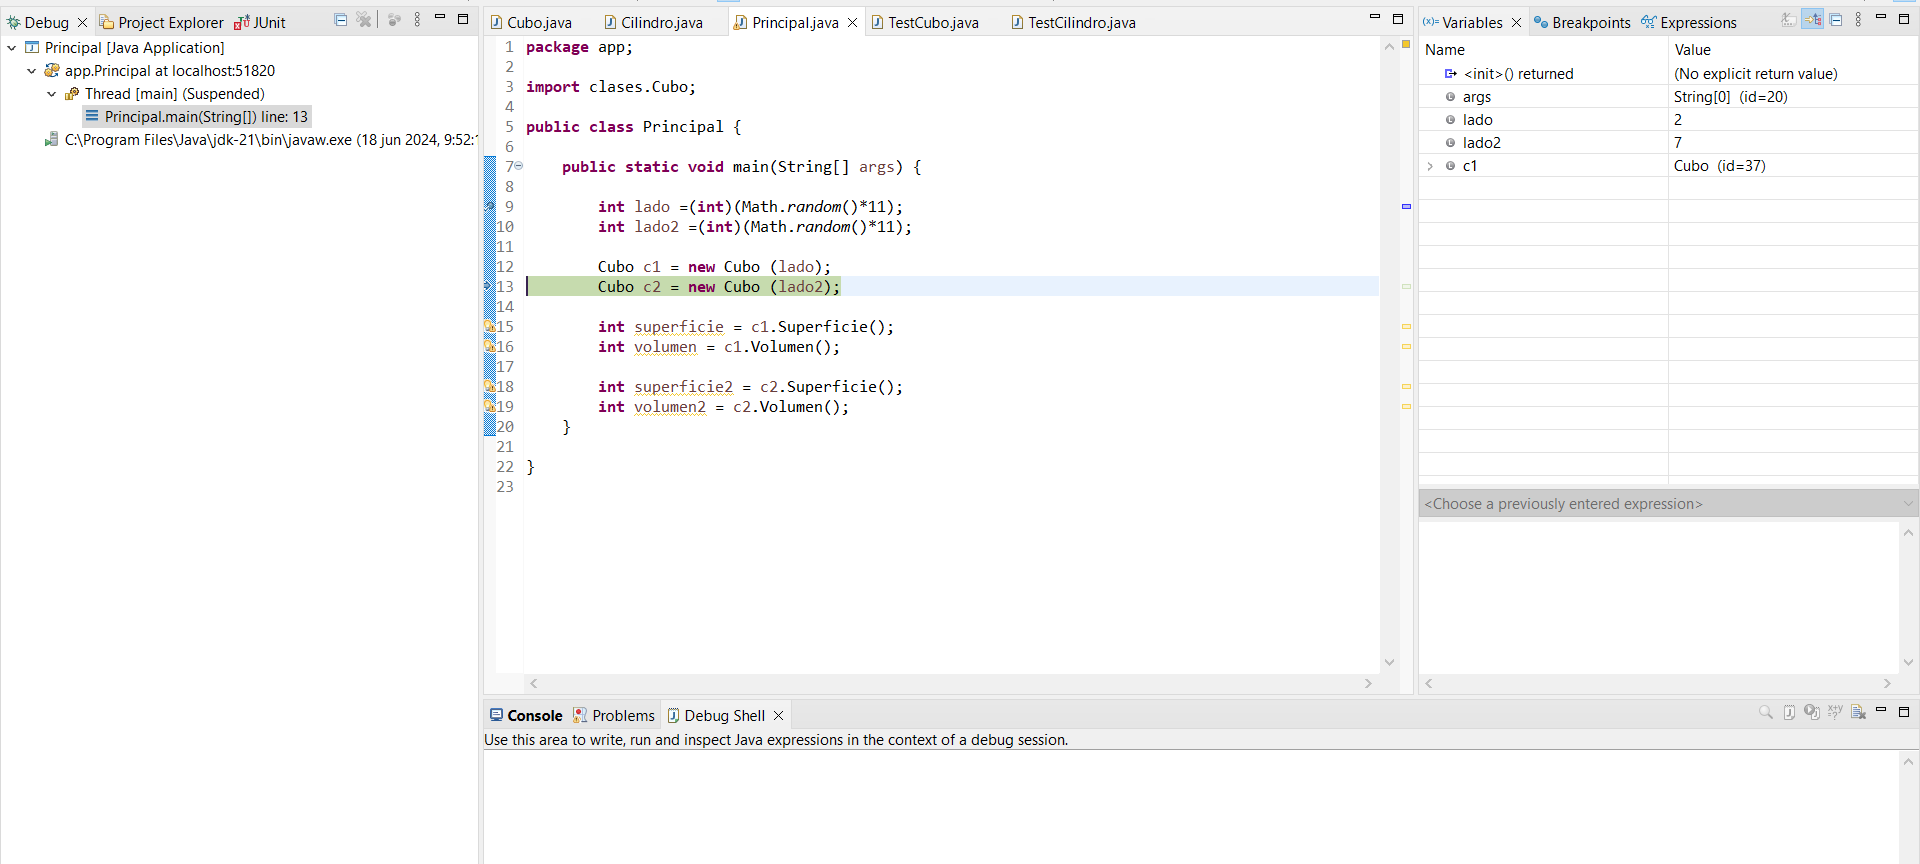 Debug
Project Explorer
JUnit
Principal [Java Application]
app.Principal at localhost:51820
Thread [main] (Suspended)
Principal.main(String[]) line: 13
C:\Program Files\Java\jdk-21\bin\javaw.exe (18 jun 2024, 9:52:
Cubo.java
Cilindro.java
Principal.java
TestCubo.java
TestCilindro.java
1 package app;
2
3 import clases.Cubo;
4
5 public class Principal {
6
7 public static void main(String[] args) {
8
9 int lado =(int)(Math.random()*11);
10 int lado2 =(int)(Math.random()*11);
11
12 Cubo c1 = new Cubo (lado);
13 Cubo c2 = new Cubo (lado2);
14
15 int superficie = c1.Superficie();
16 int volumen = c1.Volumen();
17
18 int superficie2 = c2.Superficie();
19 int volumen2 = c2.Volumen();
20 }
21
22 }
23
(x)= Variables
Breakpoints
Expressions
Name Value
<init>() returned (No explicit return value)
args String[0] (id=20)
lado 2
lado2 7
c1 Cubo (id=37)
<Choose a previously entered expression>
Console
Problems
Debug Shell
Use this area to write, run and inspect Java expressions in the context of a debug session.